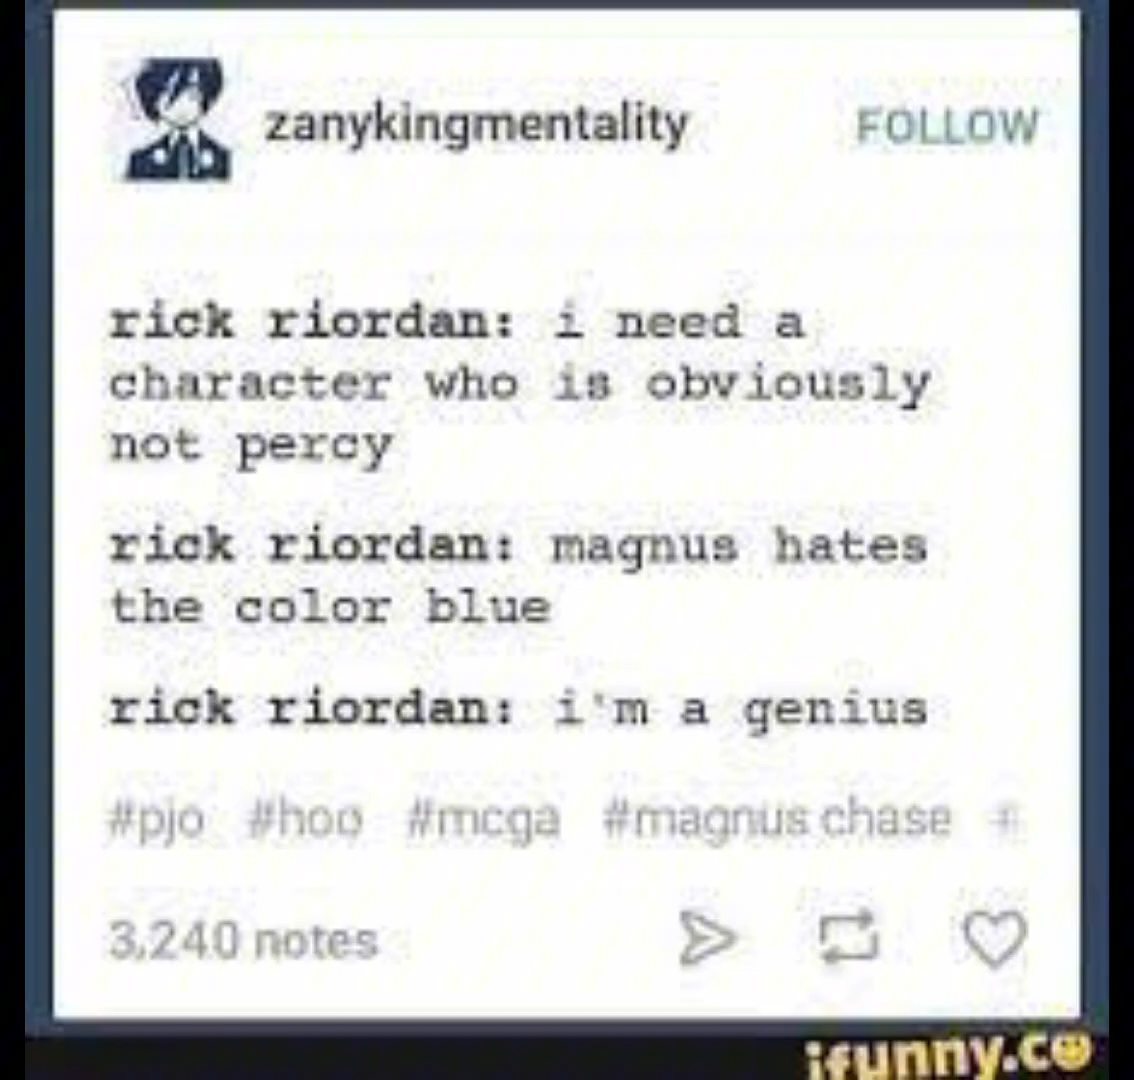 zanykingmentality FOLLOW
rick riordan: i need a
character who is obviously
not percy
rick riordan: magnus hates
the color blue
rick riordan: i'm a genius
#pjo #hoo #mcga #magnus chase #
3,240 notes
ifunny.co